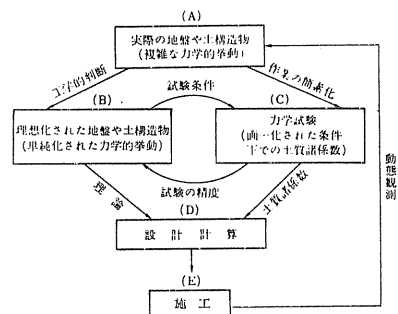 (A)
実際の地盤や土構造物
(複雑な力学的挙動)
工学的判断
作業の簡素化
(B)
試験条件
(C)
理想化された地盤や土構造物
(単純化された力学的挙動)
力学試験
(画一化された条件
下での土質諸係数)
試験の精度
理論
土質諸係数
動態観測
(D)
設計計算
(E)
施工